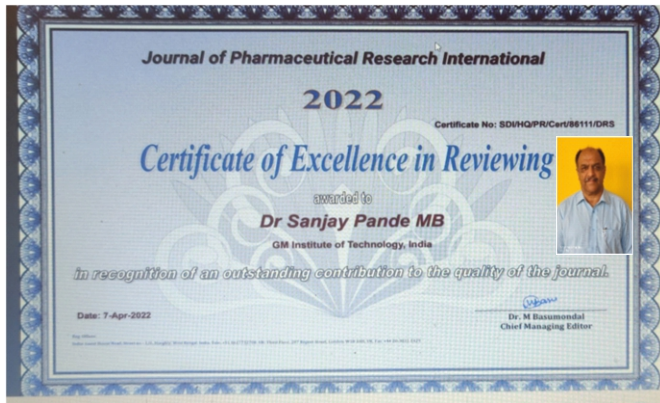 Journal of Pharmaceutical Research International
2022
Certificate No: SDI/HQ/PR/Cert/86111/DRS
Certificate of Excellence in Reviewing
awarded to
Dr Sanjay Pande MB
GM Institute of Technology, India
in recognition of an outstanding contribution to the quality of the journal.
Date: 7-Apr-2022
Dr. M Basumondal
Chief Managing Editor